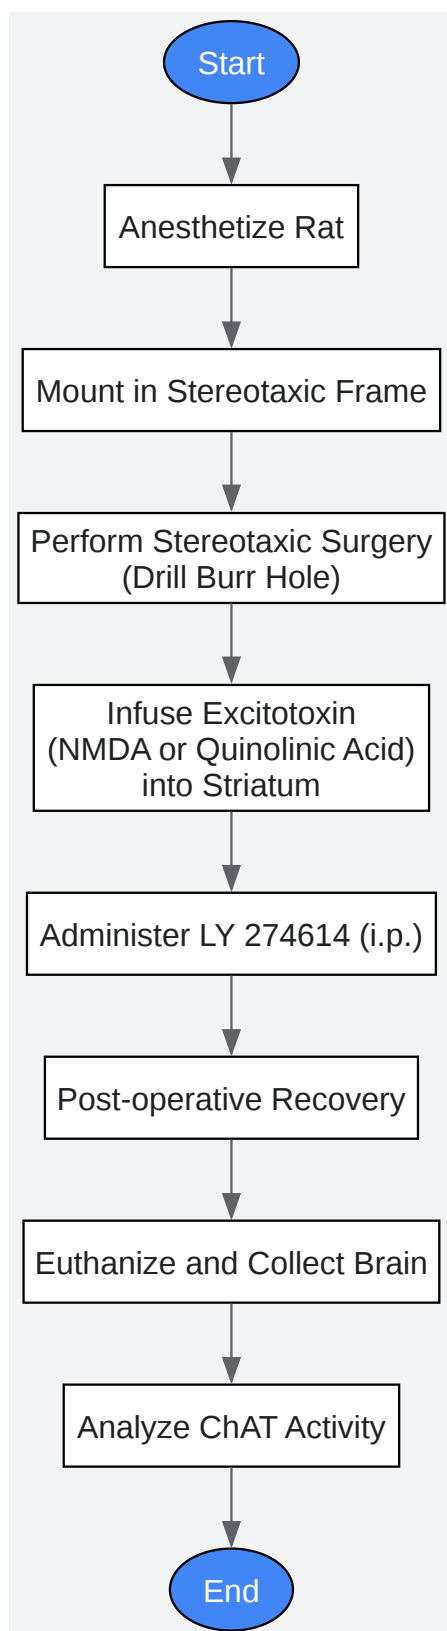 Start
Anesthetize Rat
Mount in Stereotaxic Frame
Perform Stereotaxic Surgery
(Drill Burr Hole)
Infuse Excitotoxin
(NMDA or Quinolinic Acid)
into Striatum
Administer LY 274614 (i.p.)
Post-operative Recovery
Euthanize and Collect Brain
Analyze ChAT Activity
End